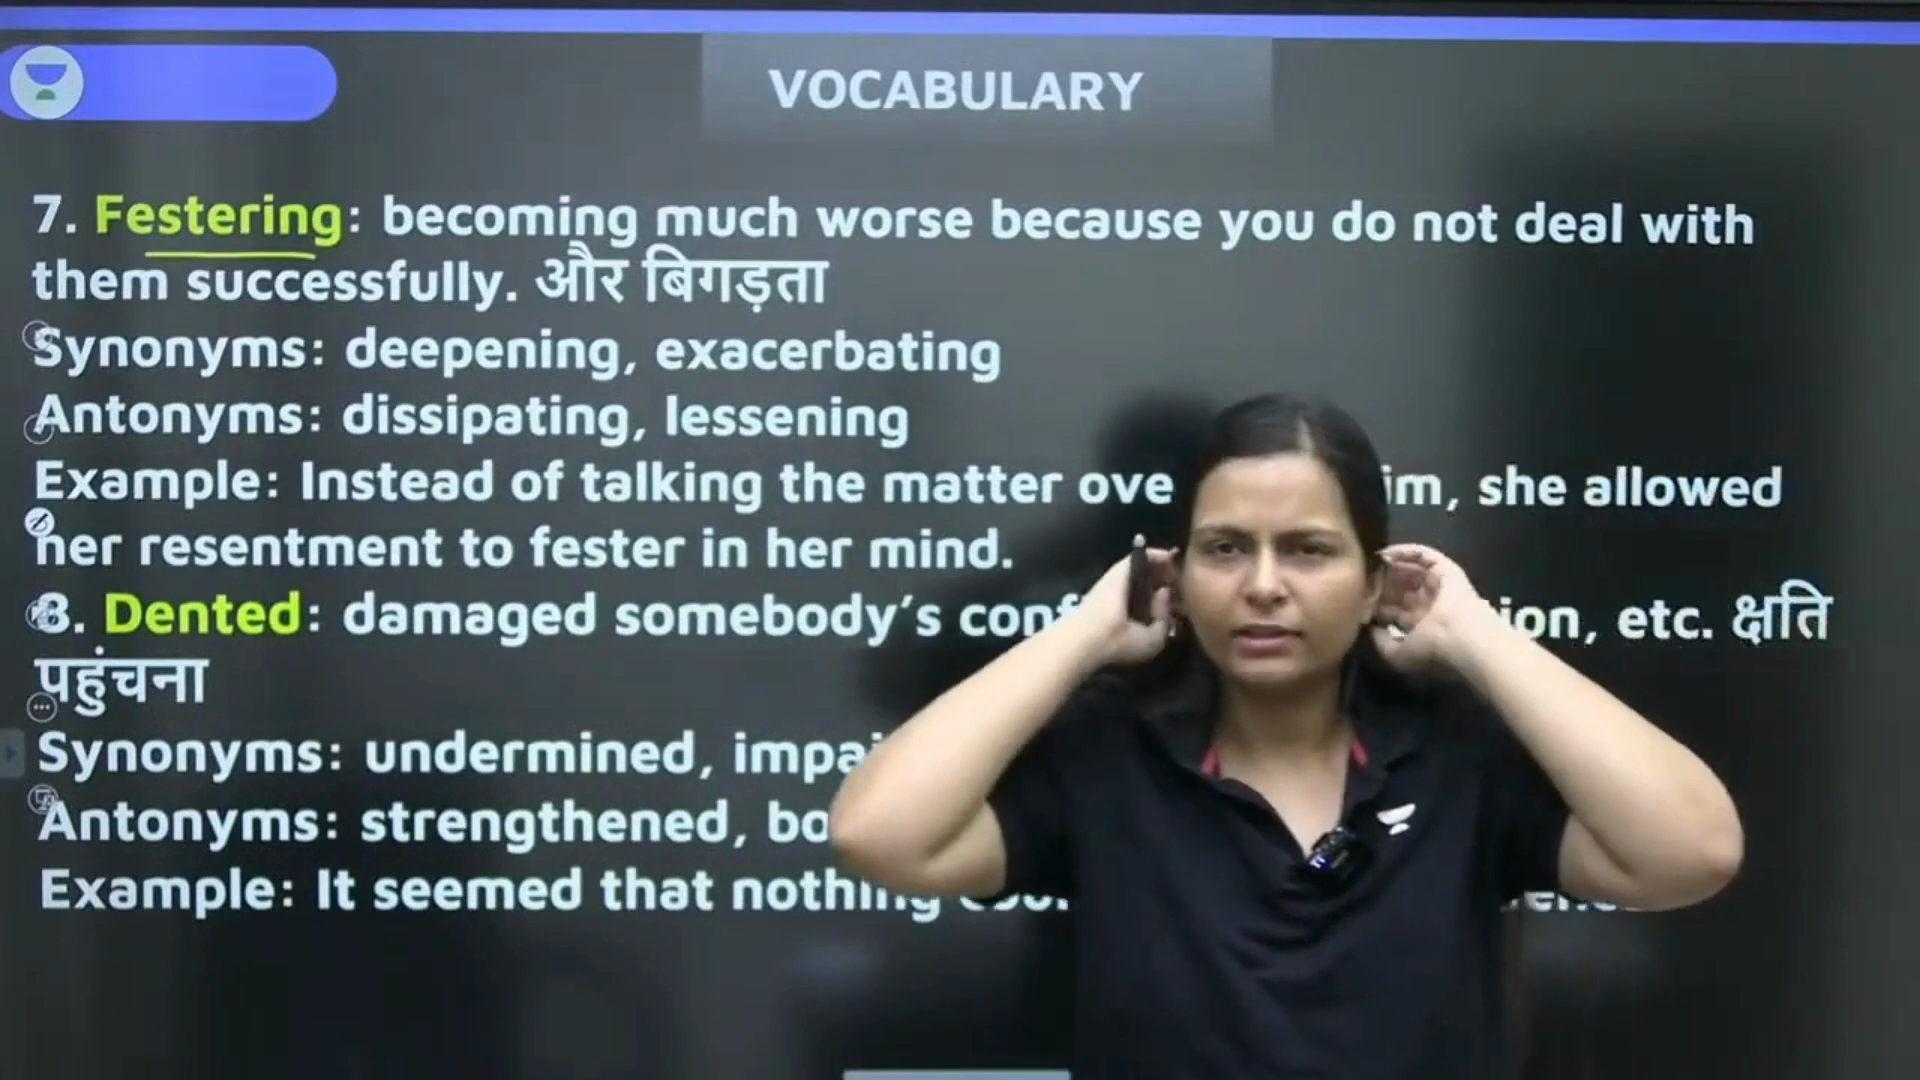 VOCABULARY
7. Festering: becoming much worse because you do not deal with
them successfully. और बिगड़ता
Synonyms: deepening, exacerbating
Antonyms: dissipating, lessening
Example: Instead of talking the matter ove im, she allowed
her resentment to fester in her mind.
8. Dented: damaged somebody's conf ion, etc. क्षति
पहुंचना
Synonyms: undermined, impai
Antonyms: strengthened, bo
Example: It seemed that nothing